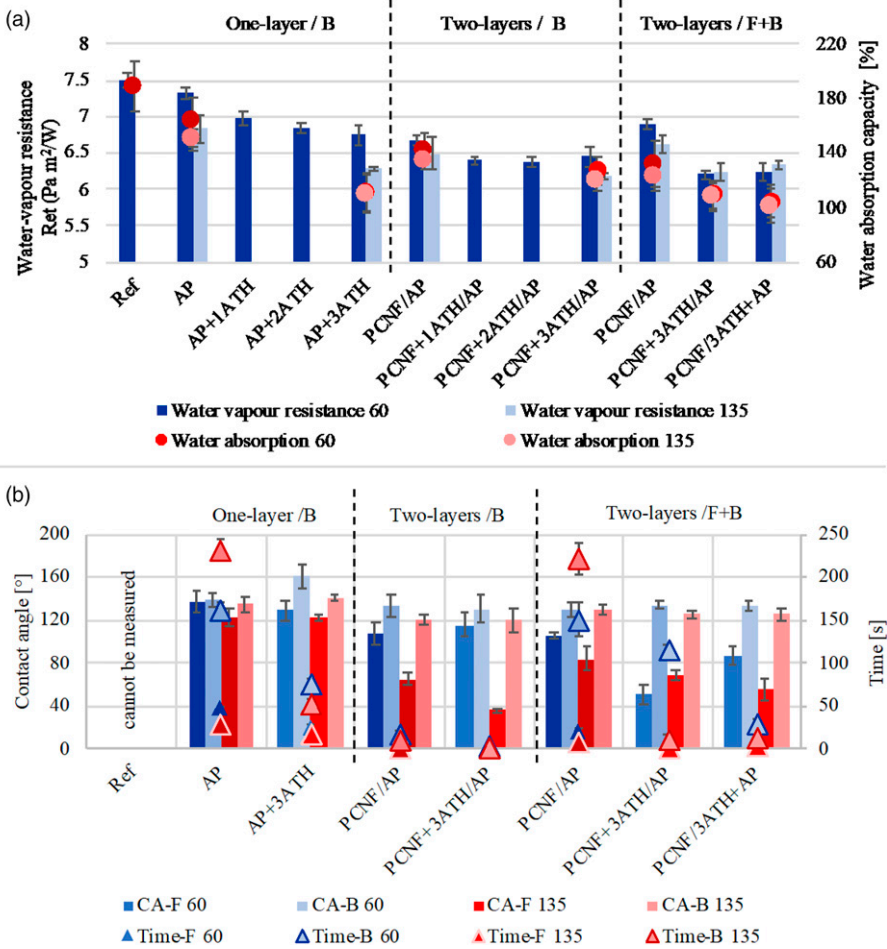 (a)
One-layer / B
Two-layers / B
Two-layers / F+B
Water-vapour resistance
Ret (Pa m²/W)
8
7.5
7
6.5
6
5.5
5
220
180
140
100
60
Water absorption capacity [%]
Ref
AP
AP+1ATH
AP+2ATH
AP+3ATH
PCNF/AP
PCNF+1ATH/AP
PCNF+2ATH/AP
PCNF+3ATH/AP
PCNF/AP
PCNF+3ATH/AP
PCNF/3ATH+AP
Water vapour resistance 60
Water vapour resistance 135
Water absorption 60
Water absorption 135
(b)
One-layer /B
Two-layers /B
Two-layers /F+B
Contact angle [°]
200
160
120
80
40
0
cannot be measured
250
200
150
100
50
0
Time [s]
Ref
AP
AP+3ATH
PCNF/AP
PCNF+3ATH/AP
PCNF/AP
PCNF+3ATH/AP
PCNF/3ATH+AP
CA-F 60
CA-B 60
CA-F 135
CA-B 135
Time-F 60
Time-B 60
Time-F 135
Time-B 135